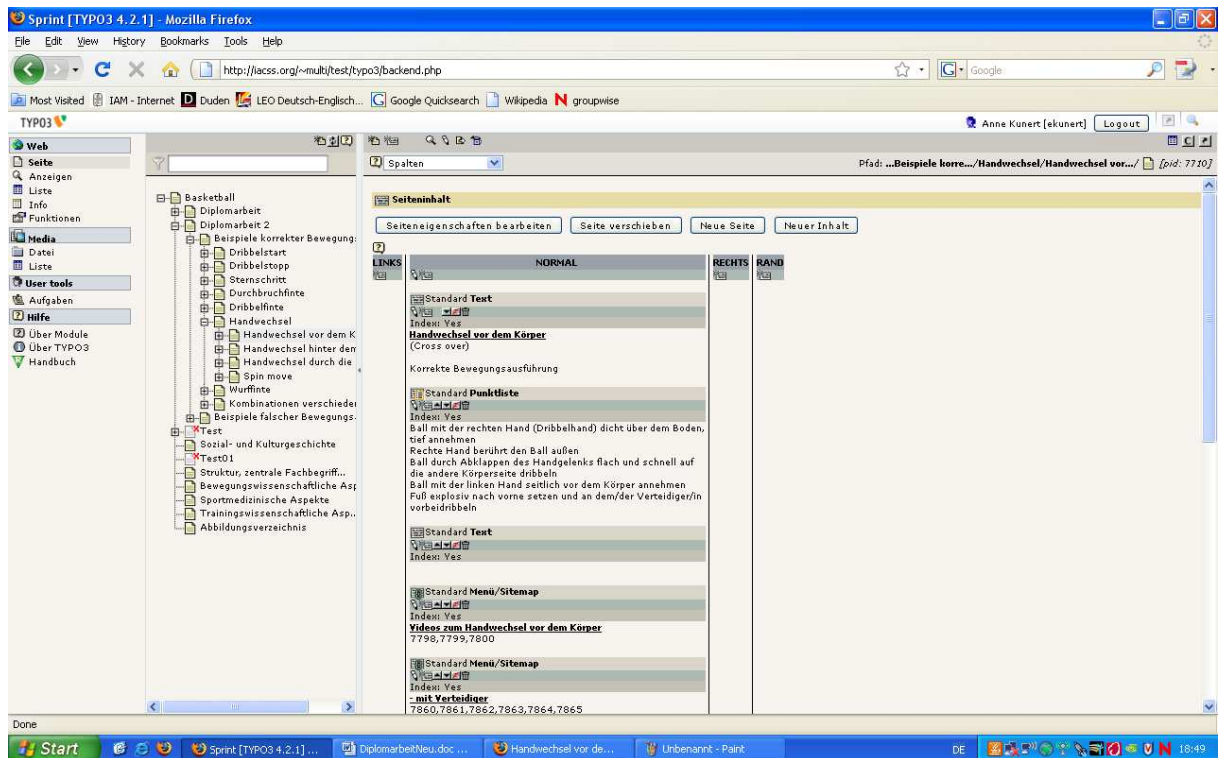 Sprint [TYPO3 4.2.1] - Mozilla Firefox
File Edit View History Bookmarks Tools Help
http://iacss.org/~multi/test/typo3/backend.php
Google
Most Visited IAM - Internet Duden LEO Deutsch-Englisch... Google Quicksearch Wikipedia groupwise
TYPO3
Anne Kunert [ekunert] Logout
Web
Seite
Anzeigen
Liste
Info
Funktionen
Media
Datei
Liste
User tools
Aufgaben
Hilfe
Über Module
Über TYPO3
Handbuch
Basketball
Diplomarbeit
Diplomarbeit 2
Beispiele korrekter Bewegung:
Dribbelstart
Dribbelstopp
Sternschritt
Durchbruchfinte
Dribbelfinte
Handwechsel
Handwechsel vor dem K
Handwechsel hinter den
Handwechsel durch die
Spin move
Wurffinte
Kombinationen verschieder
Beispiele falscher Bewegungs.
Test
Sozial- und Kulturgeschichte
Test01
Struktur, zentrale Fachbegriff...
Bewegungswissenschaftliche Asp
Sportmedizinische Aspekte
Trainingswissenschaftliche Asp..
Abbildungsverzeichnis
Spalten
Pfad: ...Beispiele korre.../Handwechsel/Handwechsel vor.../ [pid: 7710]
Seiteninhalt
Seiteneigenschaften bearbeiten Seite verschieben Neue Seite Neuer Inhalt
LINKS NORMAL RECHTS RAND
Standard Text
Index: Yes
Handwechsel vor dem Körper
(Cross over)
Korrekte Bewegungsausführung
Standard Punktliste
Index: Yes
Ball mit der rechten Hand (Dribbelhand) dicht über dem Boden,
tief annehmen
Rechte Hand berührt den Ball außen
Ball durch Abklappen des Handgelenks flach und schnell auf
die andere Körperseite dribbeln
Ball mit der linken Hand seitlich vor dem Körper annehmen
Fuß explosiv nach vorne setzen und an dem/der Verteidiger/in
vorbeidribbeln
Standard Text
Index: Yes
Standard Menü/Sitemap
Index: Yes
Videos zum Handwechsel vor dem Körper
7798,7799,7800
Standard Menü/Sitemap
Index: Yes
- mit Verteidiger
7860,7861,7862,7863,7864,7865
Done
Start Sprint [TYPO3 4.2.1] ... DiplomarbeitNeu.doc ... Handwechsel vor de... Unbenannt - Paint DE 18:49